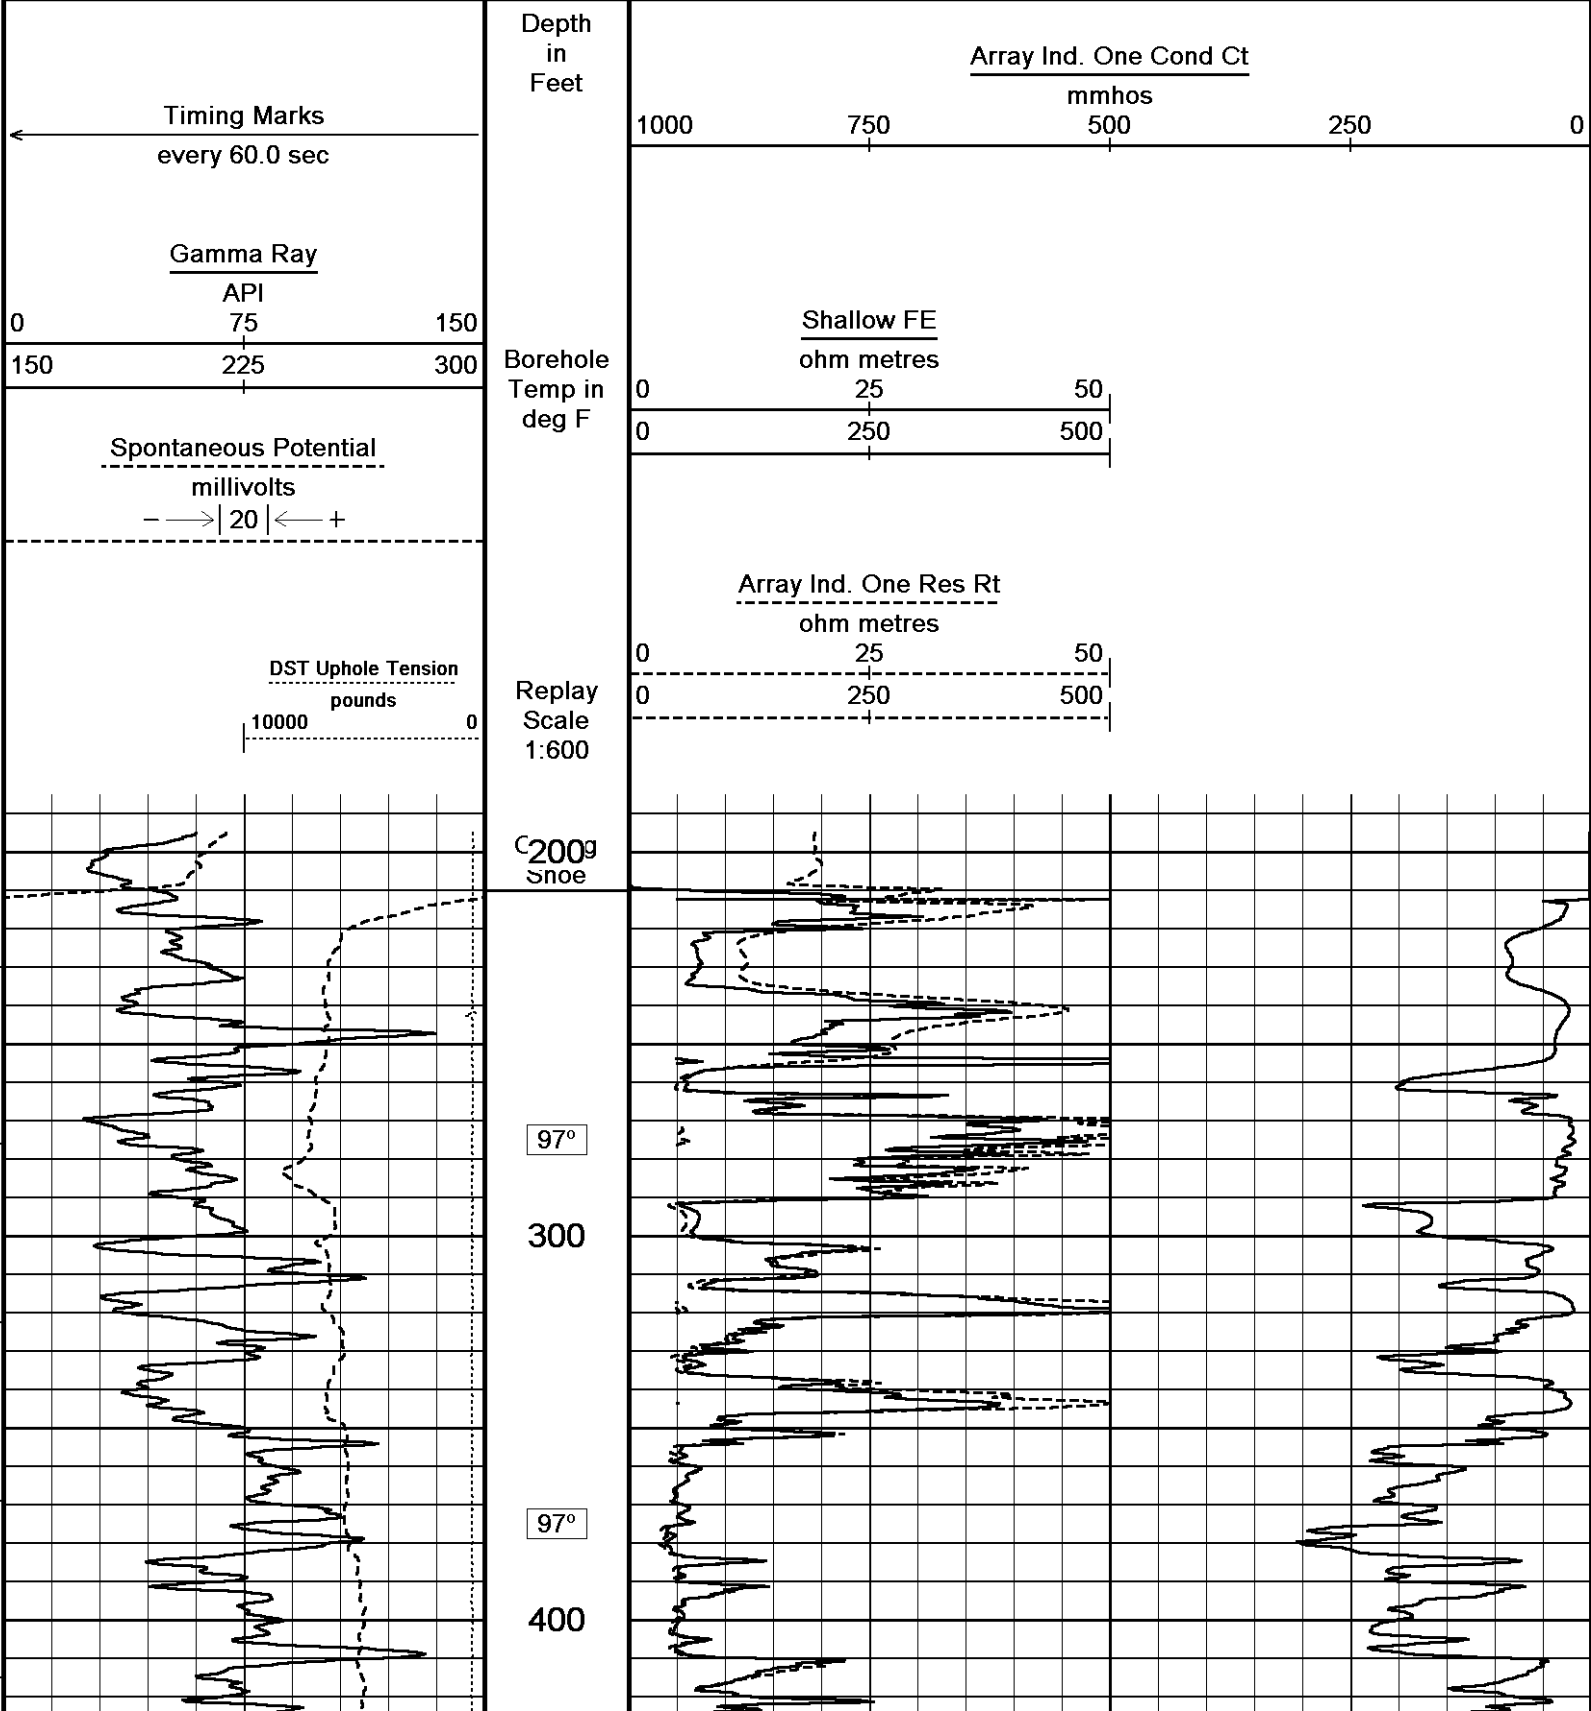 Timing Marks
every 60.0 sec
Gamma Ray
API
0 75 150
150 225 300
Spontaneous Potential
millivolts
− 20 +
DST Uphole Tension
pounds
10000 0
Depth
in
Feet
Borehole
Temp in
deg F
Replay
Scale
1:600
Array Ind. One Cond Ct
mmhos
1000 750 500 250 0
Shallow FE
ohm metres
0 25 50
0 250 500
Array Ind. One Res Rt
ohm metres
0 25 50
0 250 500
200
Shoe
97º
300
97º
400